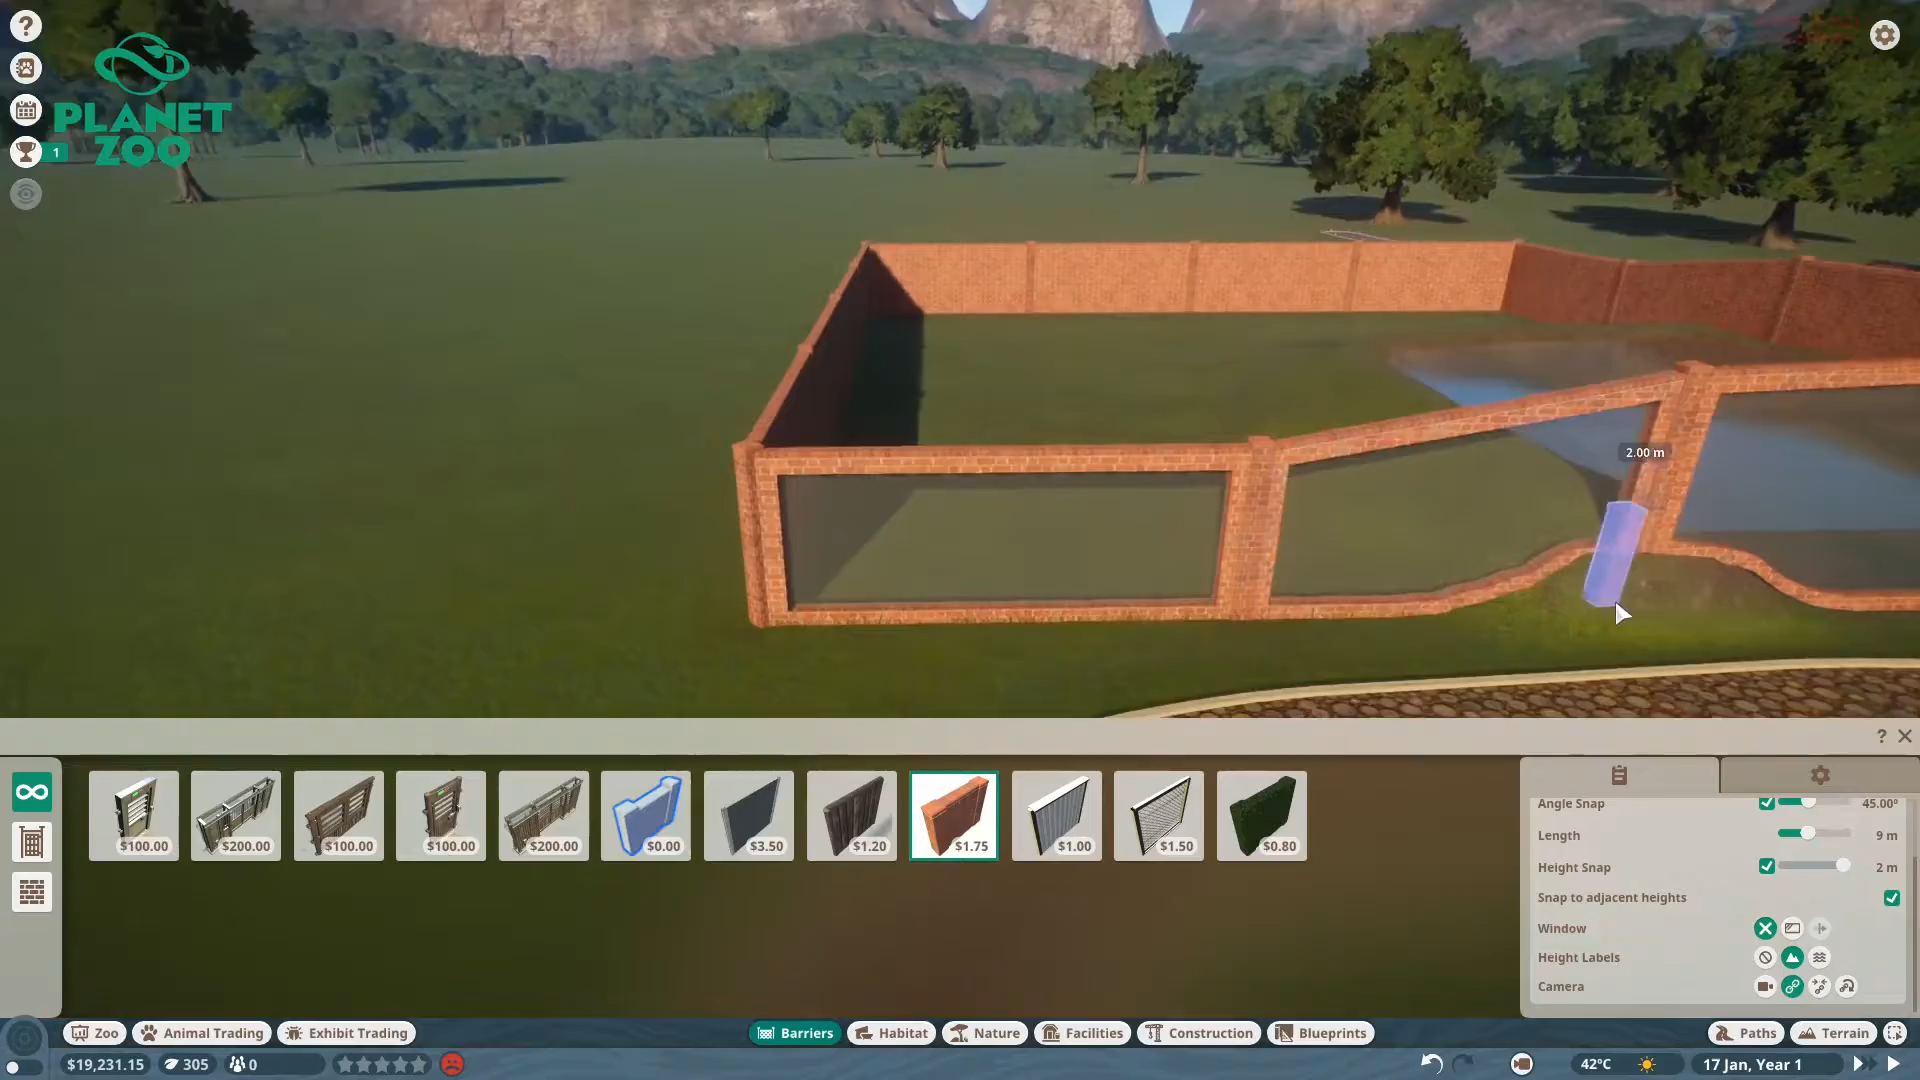 ?
PLANET
ZOO
1
2.00 m
?
$100.00
$200.00
$100.00
$100.00
$200.00
$0.00
$3.50
$1.20
$1.75
$1.00
$1.50
$0.80
Angle Snap
45.00°
Length
9 m
Height Snap
2 m
Snap to adjacent heights
Window
Height Labels
Camera
Zoo
Animal Trading
Exhibit Trading
Barriers
Habitat
Nature
Facilities
Construction
Blueprints
Paths
Terrain
$19,231.15
305
0
42°C
17 Jan, Year 1